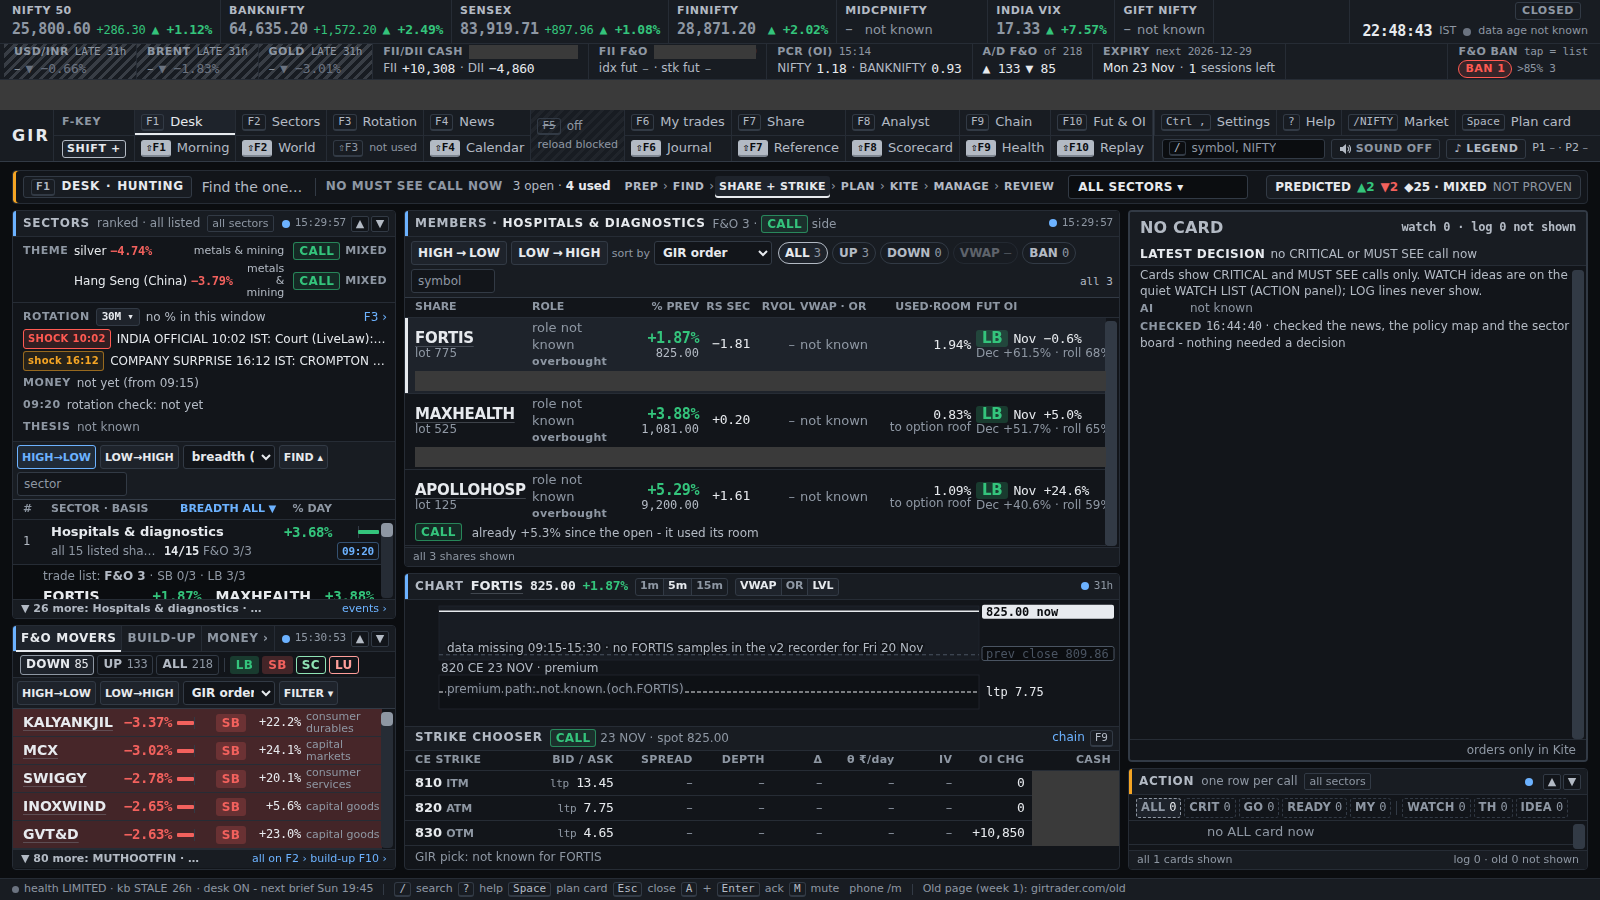 NIFTY 50
25,800.60 +286.30 ▲ +1.12%
BANKNIFTY
64,635.20 +1,572.20 ▲ +2.49%
SENSEX
83,919.71 +897.96 ▲ +1.08%
FINNIFTY
28,871.20 ▲ +2.02%
MIDCPNIFTY
– not known
INDIA VIX
17.33 ▲ +7.57%
GIFT NIFTY
– not known
CLOSED
22:48:43 IST ● data age not known
USD/INR LATE 31h
– ▼ −0.66%
BRENT LATE 31h
– ▼ −1.83%
GOLD LATE 31h
– ▼ −3.01%
FII/DII CASH
FII +10,308 · DII −4,860
FII F&O
idx fut – · stk fut –
PCR (OI) 15:14
NIFTY 1.18 · BANKNIFTY 0.93
A/D F&O of 218
▲ 133 ▼ 85
EXPIRY next 2026-12-29
Mon 23 Nov · 1 sessions left
F&O BAN tap = list
BAN 1 >85% 3
GIR
F-KEY
SHIFT +
F1 Desk
F2 Sectors
F3 Rotation
F4 News
F5 off
reload blocked
F6 My trades
F7 Share
F8 Analyst
F9 Chain
F10 Fut & OI
Ctrl , Settings
? Help
/NIFTY Market
Space Plan card
⇧F1 Morning
⇧F2 World
⇧F3 not used
⇧F4 Calendar
⇧F6 Journal
⇧F7 Reference
⇧F8 Scorecard
⇧F9 Health
⇧F10 Replay
/ symbol, NIFTY
SOUND OFF
♪ LEGEND
P1 – · P2 –
F1 DESK · HUNTING
Find the one…
NO MUST SEE CALL NOW
3 open · 4 used
PREP › FIND › SHARE + STRIKE › PLAN › KITE › MANAGE › REVIEW
ALL SECTORS ▾
PREDICTED ▲2 ▼2 ◆25 · MIXED NOT PROVEN
SECTORS ranked · all listed all sectors ● 15:29:57 ▲ ▼
THEME silver −4.74% metals & mining CALL MIXED
Hang Seng (China) −3.79% metals & mining CALL MIXED
ROTATION 30M ▾ no % in this window F3 ›
SHOCK 10:02 INDIA OFFICIAL 10:02 IST: Court (LiveLaw):…
shock 16:12 COMPANY SURPRISE 16:12 IST: CROMPTON …
MONEY not yet (from 09:15)
09:20 rotation check: not yet
THESIS not known
HIGH→LOW LOW→HIGH breadth ( FIND ▴
sector
# SECTOR · BASIS BREADTH ALL ▼ % DAY
1 Hospitals & diagnostics +3.68%
all 15 listed sha… 14/15 F&O 3/3 09:20
trade list: F&O 3 · SB 0/3 · LB 3/3
FORTIS +1.87% MAXHEALTH +3.88%
▼ 26 more: Hospitals & diagnostics · … events ›
F&O MOVERS BUILD-UP MONEY › ● 15:30:53 ▲ ▼
DOWN 85 UP 133 ALL 218 LB SB SC LU
HIGH→LOW LOW→HIGH GIR order FILTER ▾
KALYANKJIL −3.37% SB +22.2% consumer durables
MCX −3.02% SB +24.1% capital markets
SWIGGY −2.78% SB +20.1% consumer services
INOXWIND −2.65% SB +5.6% capital goods
GVT&D −2.63% SB +23.0% capital goods
▼ 80 more: MUTHOOTFIN · … all on F2 › build-up F10 ›
MEMBERS · HOSPITALS & DIAGNOSTICS F&O 3 · CALL side ● 15:29:57
HIGH→LOW LOW→HIGH sort by GIR order ALL 3 UP 3 DOWN 0 VWAP – BAN 0
symbol
all 3
SHARE ROLE % PREV RS SEC RVOL VWAP · OR USED·ROOM FUT OI
FORTIS role not known +1.87% −1.81 – not known 1.94% LB Nov −0.6%
lot 775 overbought 825.00 Dec +61.5% · roll 68%
MAXHEALTH role not known +3.88% +0.20 – not known 0.83% LB Nov +5.0%
lot 525 overbought 1,081.00 to option roof Dec +51.7% · roll 65%
APOLLOHOSP role not known +5.29% +1.61 – not known 1.09% LB Nov +24.6%
lot 125 overbought 9,200.00 to option roof Dec +40.6% · roll 59%
CALL already +5.3% since the open - it used its room
all 3 shares shown
CHART FORTIS 825.00 +1.87% 1m 5m 15m VWAP OR LVL ● 31h
825.00 now
data missing 09:15-15:30 · no FORTIS samples in the v2 recorder for Fri 20 Nov
prev close 809.86
820 CE 23 NOV · premium
premium path: not known (och FORTIS)
ltp 7.75
STRIKE CHOOSER CALL 23 NOV · spot 825.00 chain F9
CE STRIKE BID / ASK SPREAD DEPTH Δ θ ₹/day IV OI CHG CASH
810 ITM ltp 13.45 – – – – – 0
820 ATM ltp 7.75 – – – – – 0
830 OTM ltp 4.65 – – – – – +10,850
GIR pick: not known for FORTIS
NO CARD watch 0 · log 0 not shown
LATEST DECISION no CRITICAL or MUST SEE call now
Cards show CRITICAL and MUST SEE calls only. WATCH ideas are on the
quiet WATCH LIST (ACTION panel); LOG lines never show.
AI not known
CHECKED 16:44:40 · checked the news, the policy map and the sector
board - nothing needed a decision
orders only in Kite
ACTION one row per call all sectors ● ▲ ▼
ALL 0 CRIT 0 GO 0 READY 0 MY 0 WATCH 0 TH 0 IDEA 0
no ALL card now
all 1 cards shown log 0 · old 0 not shown
● health LIMITED · kb STALE 26h · desk ON - next brief Sun 19:45 | / search ? help Space plan card Esc close A + Enter ack M mute phone /m | Old page (week 1): girtrader.com/old